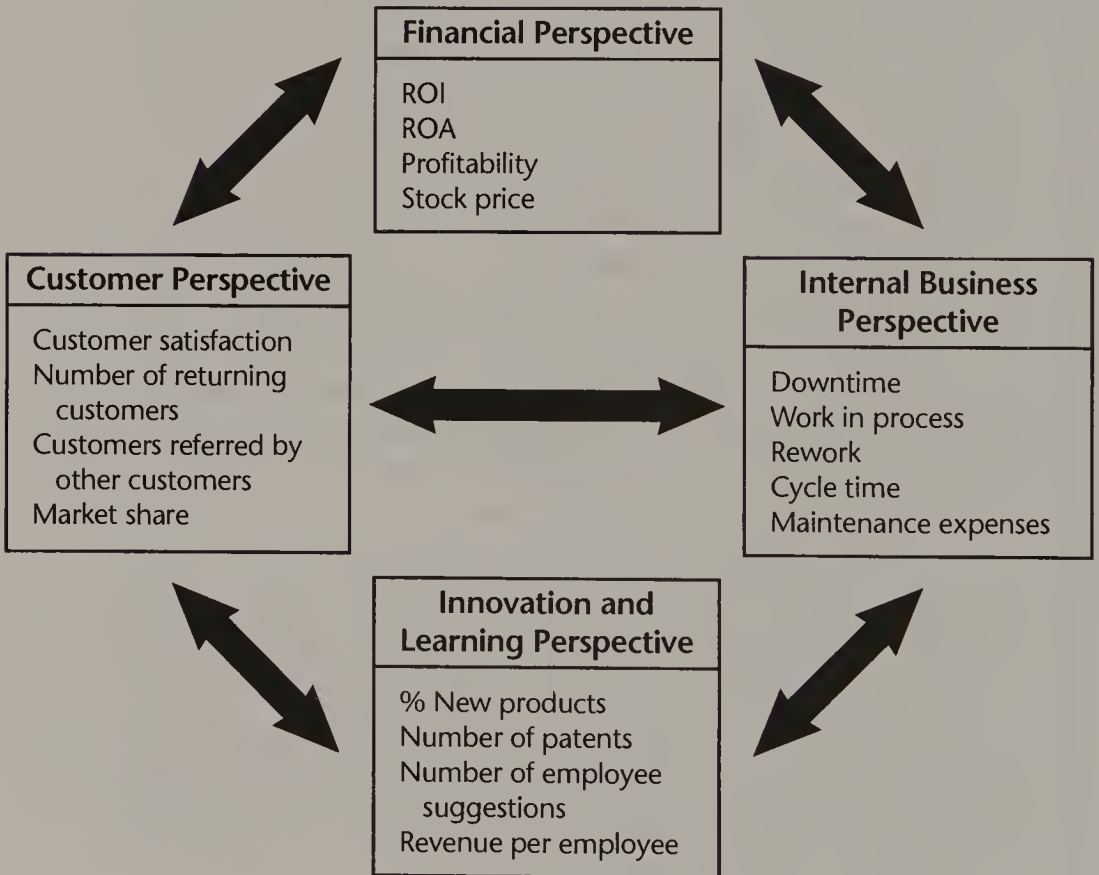 Financial Perspective
ROI
ROA
Profitability
Stock price
Customer Perspective
Customer satisfaction
Number of returning
customers
Customers referred by
other customers
Market share
Internal Business
Perspective
Downtime
Work in process
Rework
Cycle time
Maintenance expenses
Innovation and
Learning Perspective
% New products
Number of patents
Number of employee
suggestions
Revenue per employee